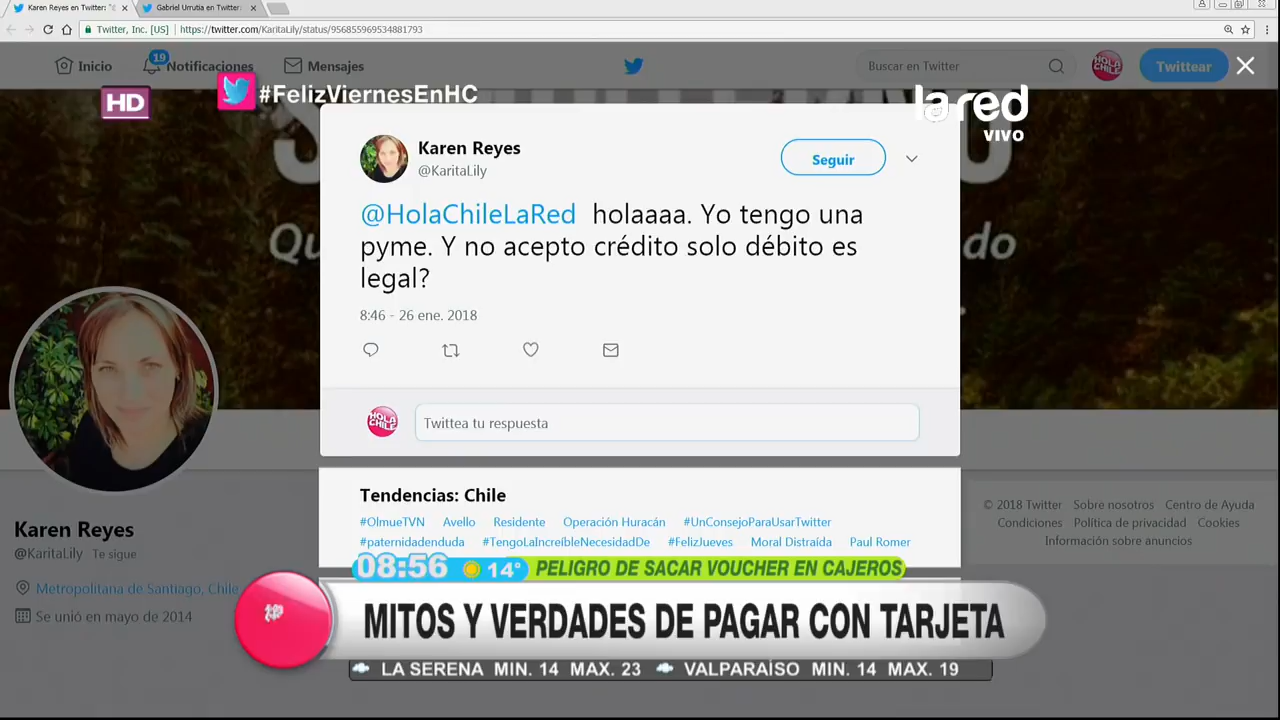 Karen Reyes en Twitter: "@
Gabriel Urrutia en Twitter:
Twitter, Inc. [US]
https://twitter.com/KaritaLily/status/956855969534881793
Inicio
19
Notificaciones
Mensajes
Buscar en Twitter
HOLA CHILE
Twittear
HD
#FelizViernesEnHC
la red
VIVO
Karen Reyes
@KaritaLily
Seguir
@HolaChileLaRed holaaaa. Yo tengo una
pyme. Y no acepto crédito solo débito es
legal?
8:46 - 26 ene. 2018
HOLA CHILE
Twittea tu respuesta
Karen Reyes
@KaritaLily Te sigue
Metropolitana de Santiago, Chile
Se unió en mayo de 2014
Tendencias: Chile
#OlmueTVN Avello Residente Operación Huracán #UnConsejoParaUsarTwitter
#paternidadenduda #TengoLaIncreíbleNecesidadDe #FelizJueves Moral Distraída Paul Romer
© 2018 Twitter Sobre nosotros Centro de Ayuda
Condiciones Política de privacidad Cookies
Información sobre anuncios
08:56 14° PELIGRO DE SACAR VOUCHER EN CAJEROS
MITOS Y VERDADES DE PAGAR CON TARJETA
LA SERENA MIN. 14 MAX. 23 VALPARAÍSO MIN. 14 MAX. 19